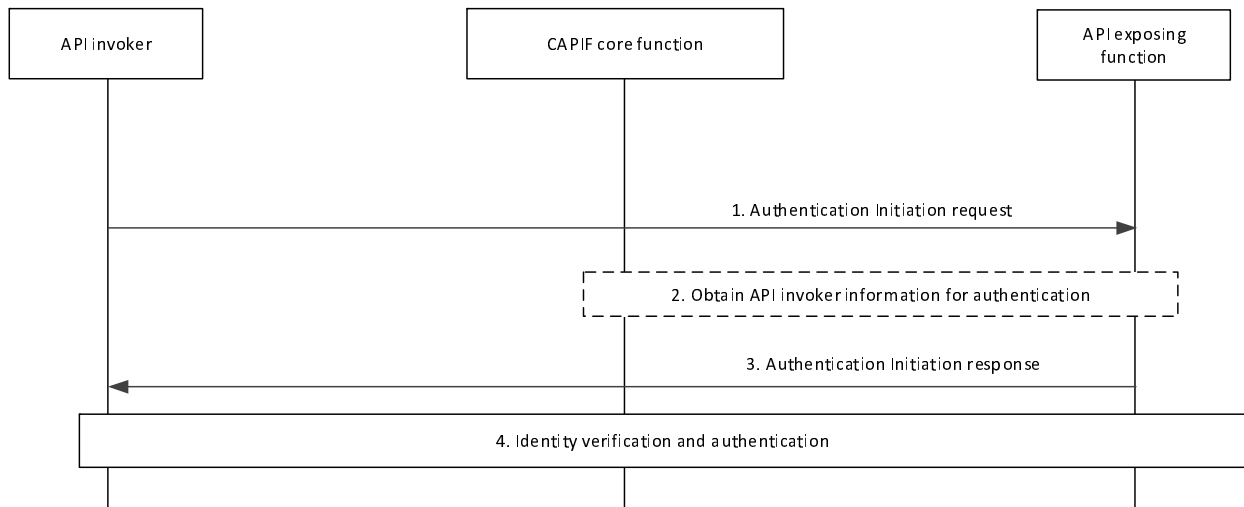 API invoker
CAPIF core function
API exposing
function
1. Authentication Initiation request
2. Obtain API invoker information for authentication
3. Authentication Initiation response
4. Identity verification and authentication